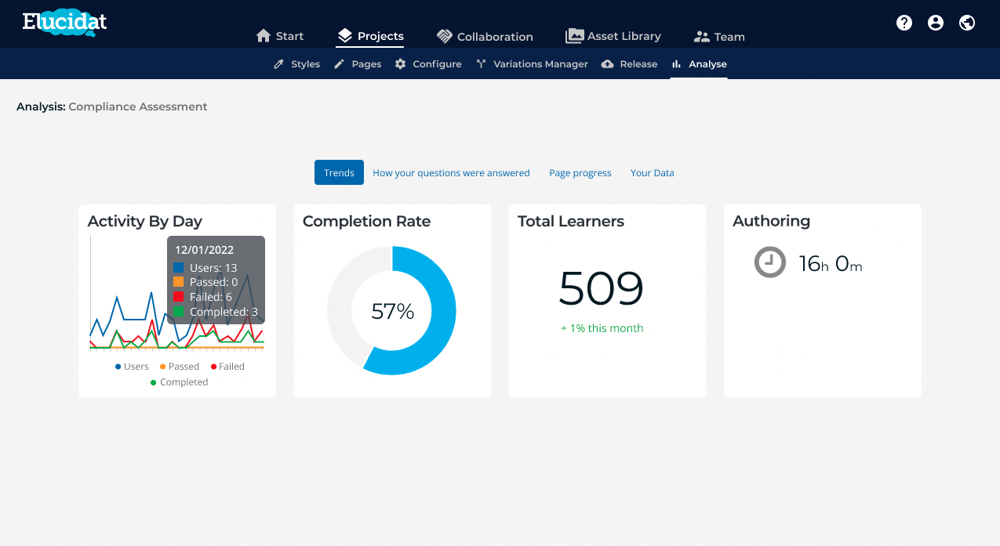 Elucidat
Start Projects Collaboration Asset Library Team
Styles Pages Configure Variations Manager Release Analyse
Analysis: Compliance Assessment
Trends How your questions were answered Page progress Your Data
Activity By Day
12/01/2022
Users: 13
Passed: 0
Failed: 6
Completed: 3
Users Passed Failed
Completed
Completion Rate
57%
Total Learners
509
+ 1% this month
Authoring
16h 0m